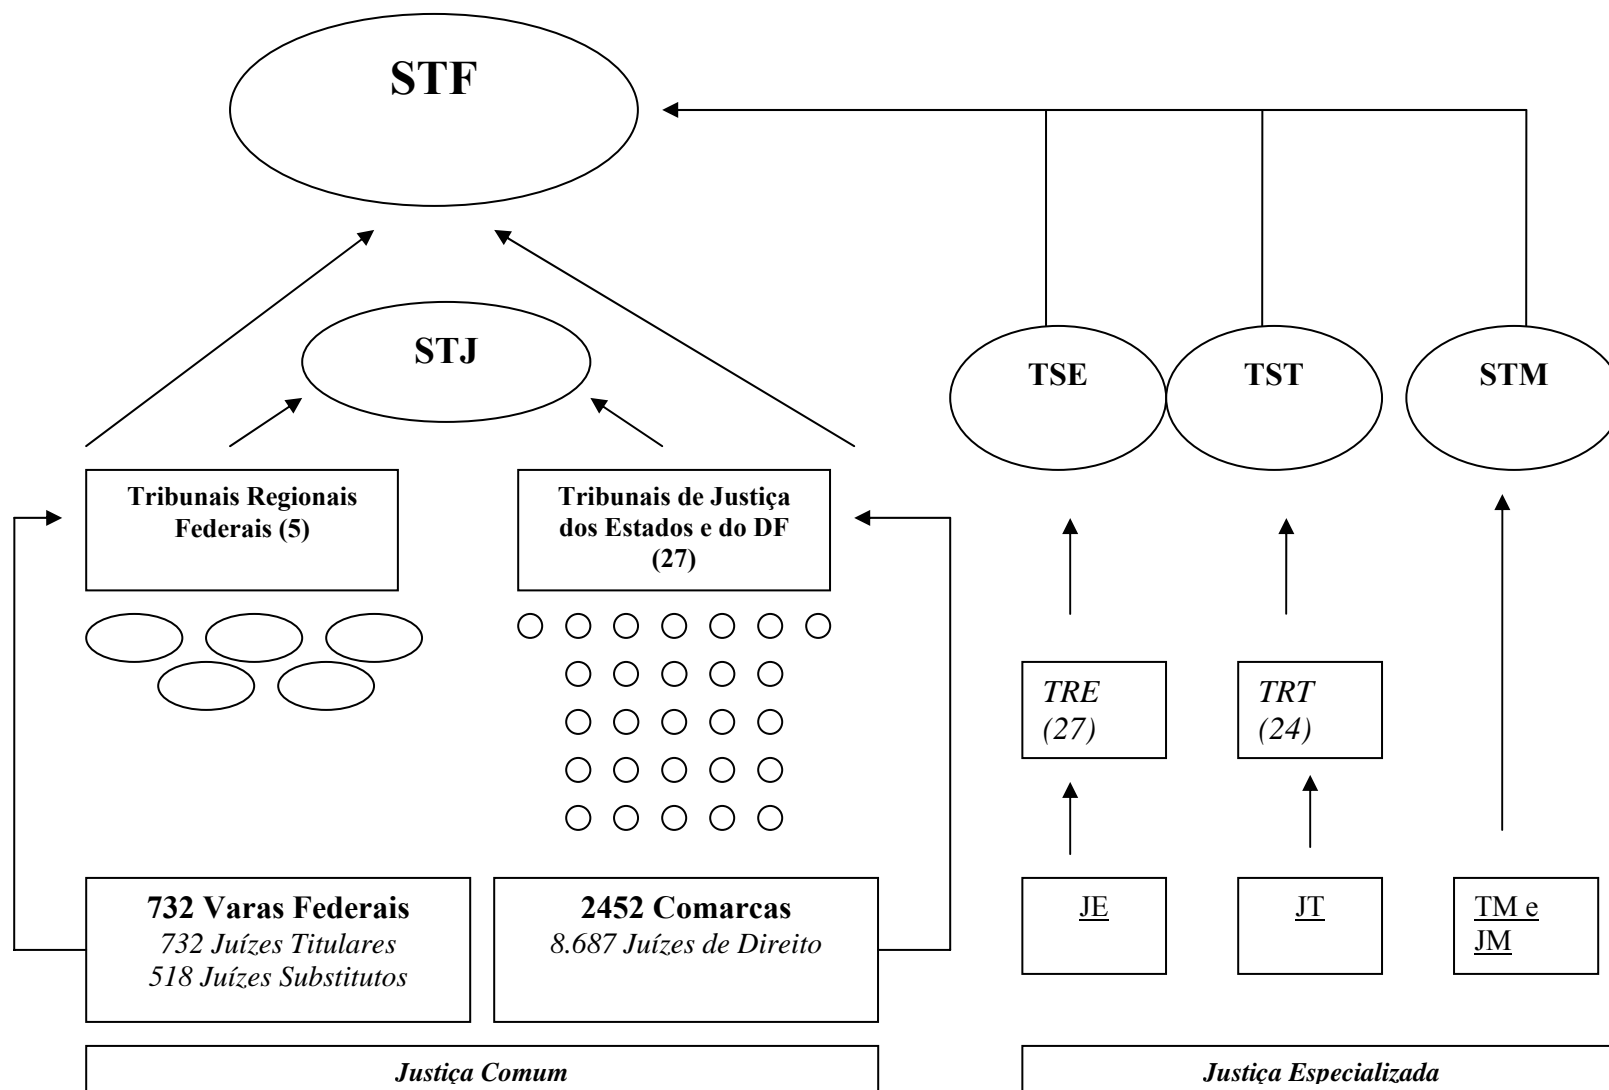 STF
STJ
TSE
TST
STM
Tribunais Regionais
Federais (5)
Tribunais de Justiça
dos Estados e do DF
(27)
TRE
(27)
TRT
(24)
732 Varas Federais
732 Juízes Titulares
518 Juízes Substitutos
2452 Comarcas
8.687 Juízes de Direito
JE
JT
TM e
JM
Justiça Comum
Justiça Especializada